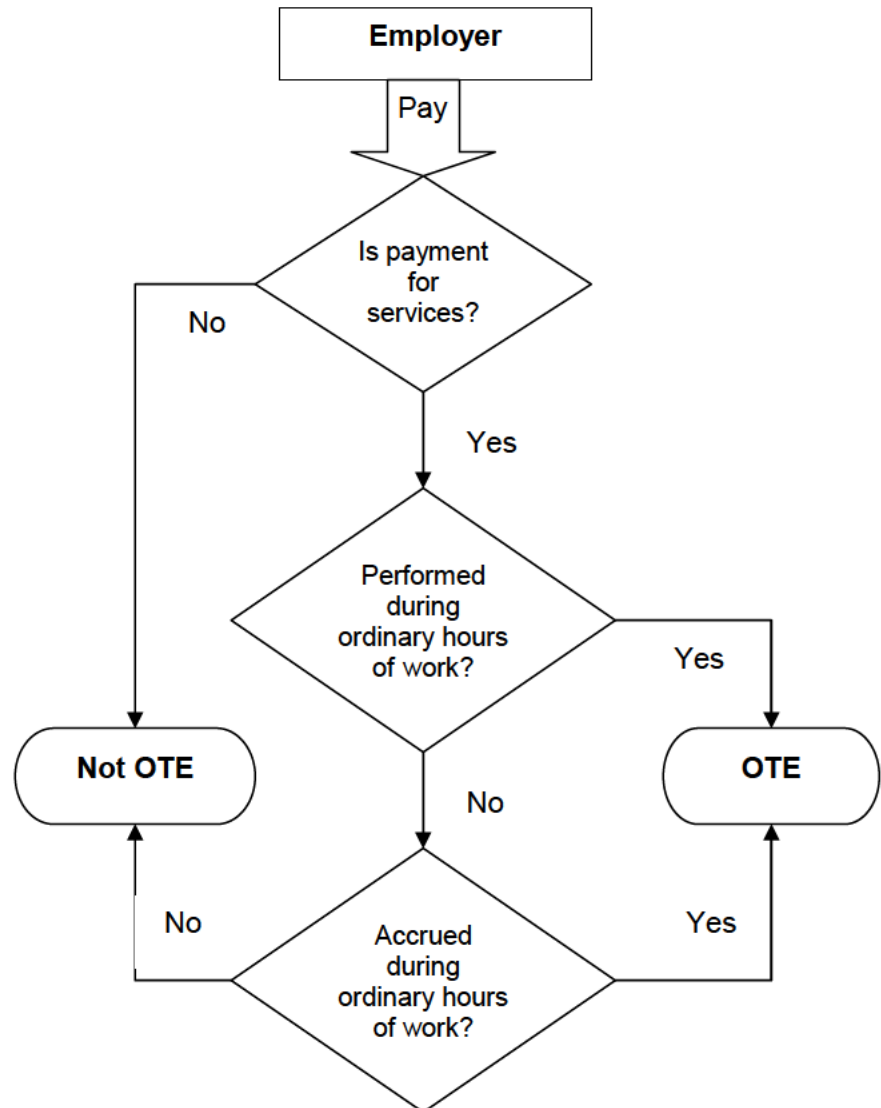 Employer
Pay
Is payment
for
services?
No
Yes
Performed
during
ordinary hours
of work?
Yes
Not OTE
OTE
No
No
Yes
Accrued
during
ordinary hours
of work?